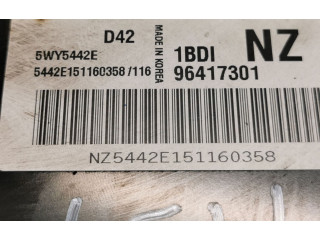 D42
5WY5442E
5442E151160358 /116
MADE IN KOREA
1BDI NZ
96417301
NZ5442E151160358